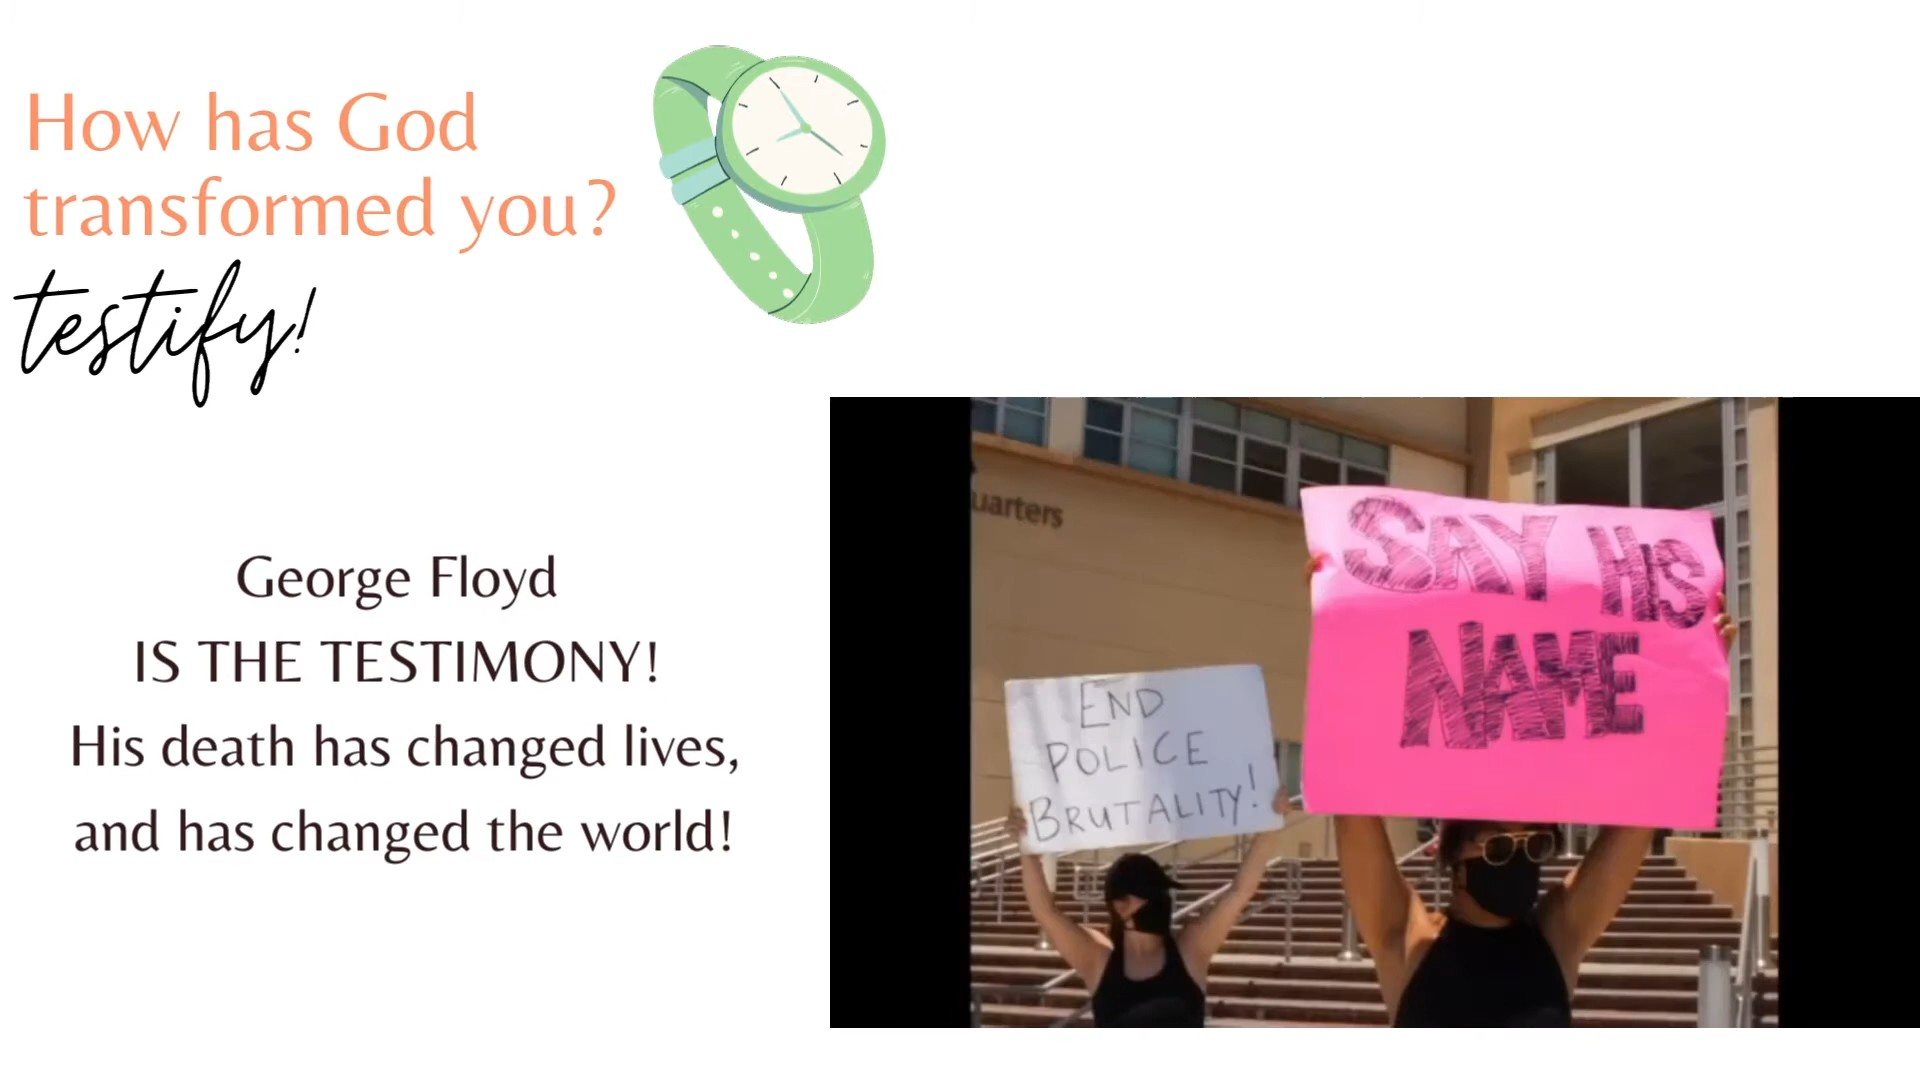 How has God
transformed you?
testify!
George Floyd
IS THE TESTIMONY!
His death has changed lives,
and has changed the world!
uarters
SAY HIS
NAME
END
POLICE
BRUTALITY!